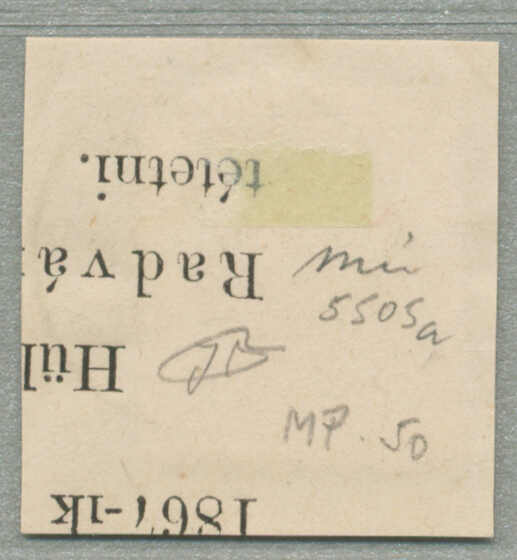 1867-ik
Hül
Radvá
tétetni.
5505a
MP. 50